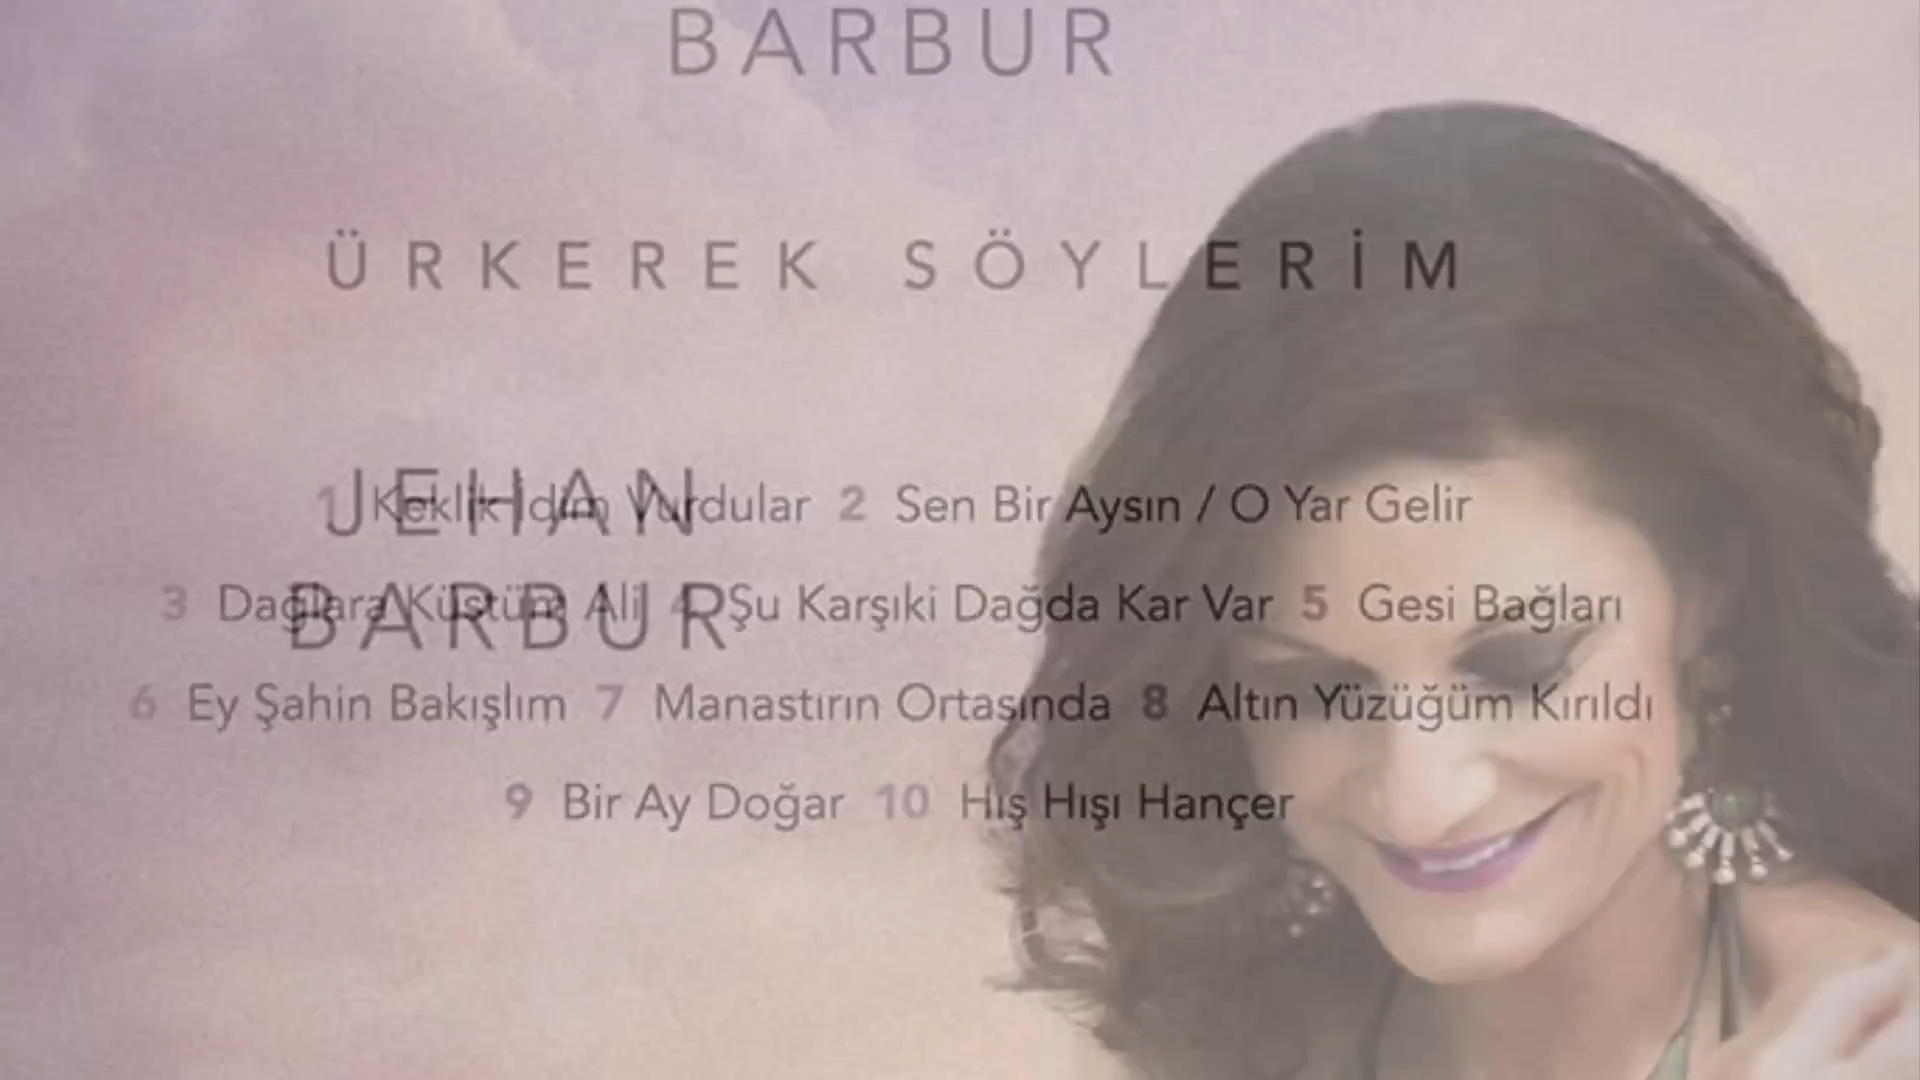 BARBUR
ÜRKEREK SÖYLERİM
JEHAN
BARBUR
1 Keklik İdim Vurdular 2 Sen Bir Aysın / O Yar Gelir
3 Dağlara Küstüm Ali 4 Şu Karşıki Dağda Kar Var 5 Gesi Bağları
6 Ey Şahin Bakışlım 7 Manastırın Ortasında 8 Altın Yüzüğüm Kırıldı
9 Bir Ay Doğar 10 Hış Hışı Hançer